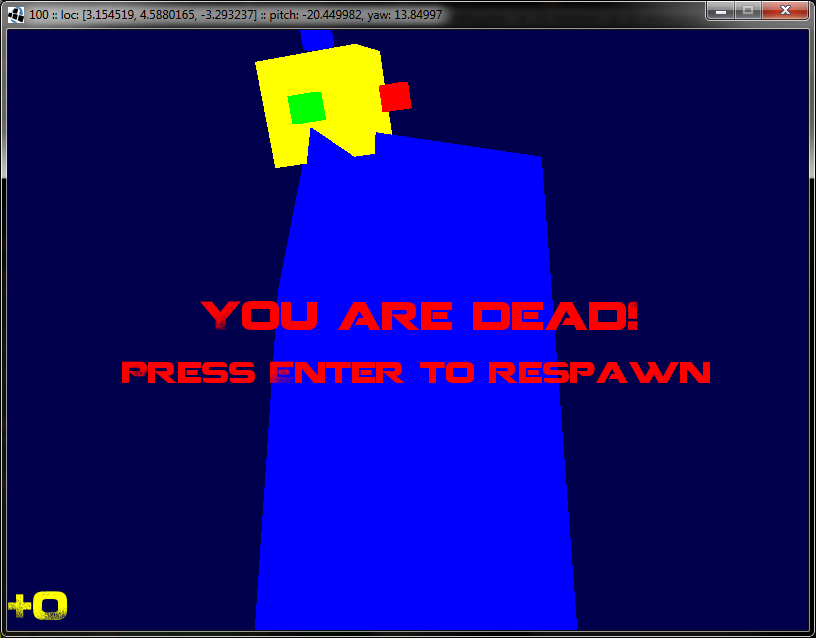 100 :: loc: [3.154519, 4.5880165, -3.293237] :: pitch: -20.449982, yaw: 13.84997
YOU ARE DEAD!
PRESS ENTER TO RESPAWN
+0